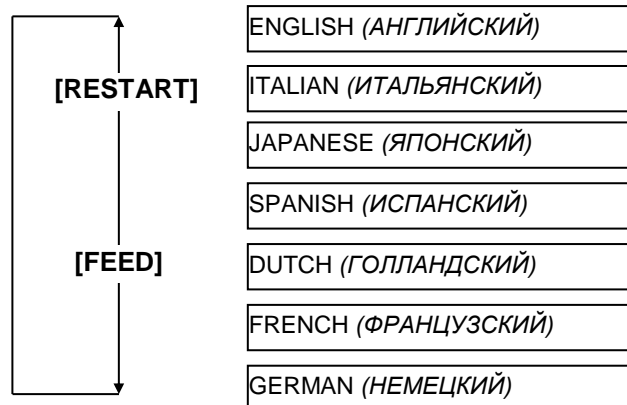 ENGLISH (АНГЛИЙСКИЙ)
[RESTART]
ITALIAN (ИТАЛЬЯНСКИЙ)
JAPANESE (ЯПОНСКИЙ)
SPANISH (ИСПАНСКИЙ)
[FEED]
DUTCH (ГОЛЛАНДСКИЙ)
FRENCH (ФРАНЦУЗСКИЙ)
GERMAN (НЕМЕЦКИЙ)